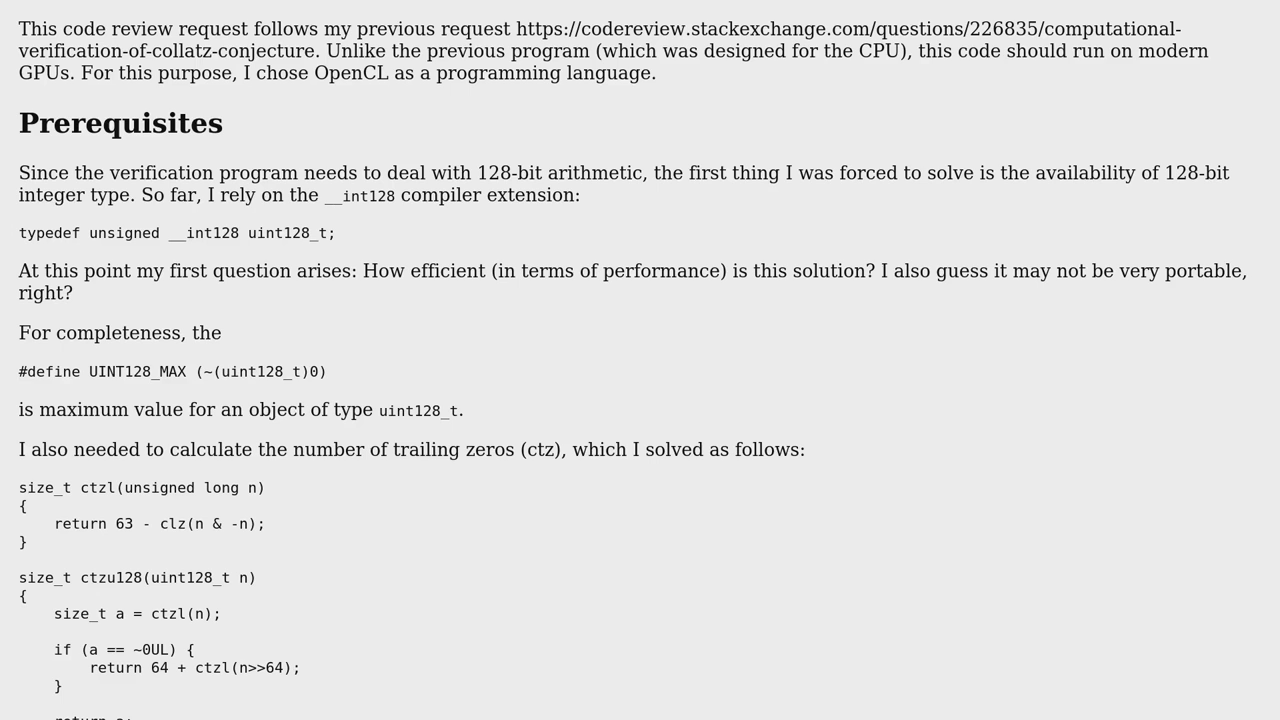 This code review request follows my previous request https://codereview.stackexchange.com/questions/226835/computational-
verification-of-collatz-conjecture. Unlike the previous program (which was designed for the CPU), this code should run on modern
GPUs. For this purpose, I chose OpenCL as a programming language.
Prerequisites
Since the verification program needs to deal with 128-bit arithmetic, the first thing I was forced to solve is the availability of 128-bit
integer type. So far, I rely on the __int128 compiler extension:
typedef unsigned __int128 uint128_t;
At this point my first question arises: How efficient (in terms of performance) is this solution? I also guess it may not be very portable,
right?
For completeness, the
#define UINT128_MAX (~(uint128_t)0)
is maximum value for an object of type uint128_t.
I also needed to calculate the number of trailing zeros (ctz), which I solved as follows:
size_t ctzl(unsigned long n)
{
    return 63 - clz(n & -n);
}
size_t ctzu128(uint128_t n)
{
    size_t a = ctzl(n);
    if (a == ~0UL) {
        return 64 + ctzl(n>>64);
    }
    return a;